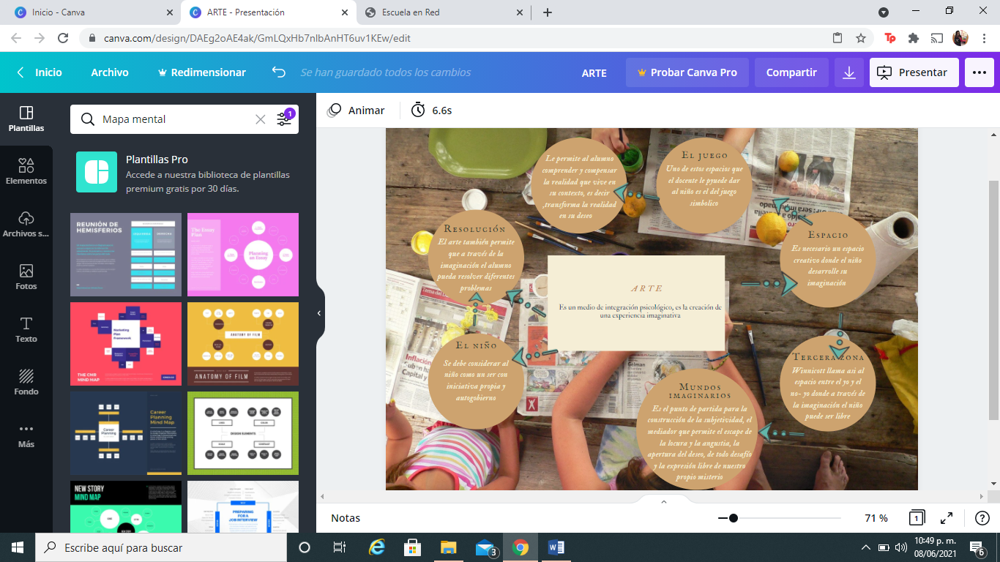 Inicio - Canva
ARTE - Presentación
Escuela en Red
canva.com/design/DAEg2oAE4ak/GmLQxHb7nIbAnHT6uv1KEw/edit
Inicio
Archivo
Redimensionar
Se han guardado todos los cambios
ARTE
Probar Canva Pro
Compartir
Presentar
Plantillas
Elementos
Archivos s...
Fotos
Texto
Fondo
Más
Mapa mental
1
Plantillas Pro
Accede a nuestra biblioteca de plantillas
premium gratis por 30 días.
REUNIÓN DE
HEMISFERIOS
The Essay
Plan
Planning
an Essay
Marketing
Plan
Framework
THE CMR
MIND MAP
ANATOMY OF FILM
ANATOMY OF FILM
Career
Planning
Career
Planning
Mind Map
DESIGN ELEMENTS
NEW STORY
MIND MAP
PREPARING
FOR A
JOB INTERVIEW
Animar
6.6s
Le permite al alumno
comprender y compensar
la realidad que vive en
su contexto, es decir
,transforma la realidad
en su deseo
El juego
Uno de estos espacios que
el docente le pyuede dar
al niño es el del juego
simbolico
Resolución
El arte también permite
que a través de la
imaginación el alumno
pueda resolver diferentes
problemas
Espacio
Es necesario un espacio
creativo donde el niño
desarrolle su
imaginación
ARTE
Es un medio de integración psicológico, es la creación de
una experiencia imaginativa
El niño
Se debe considerar al
niño como un ser con
iniciativa propia y
autogobierno
Tercera zona
Winnicott llama asi al
espacio entre el yo y el
no- yo donde a través de
la imaginación el niño
puede ser libre
Mundos
imaginarios
Es el punto de partida para la
construcción de la subjetividad, el
mediador que permite el escape de
la locura y la angustia, la
apertura del deseo, de todo desafío
y la expresión libre de nuestro
propio misterio
Notas
71 %
1
Escribe aquí para buscar
3
10:49 p. m.
08/06/2021
6